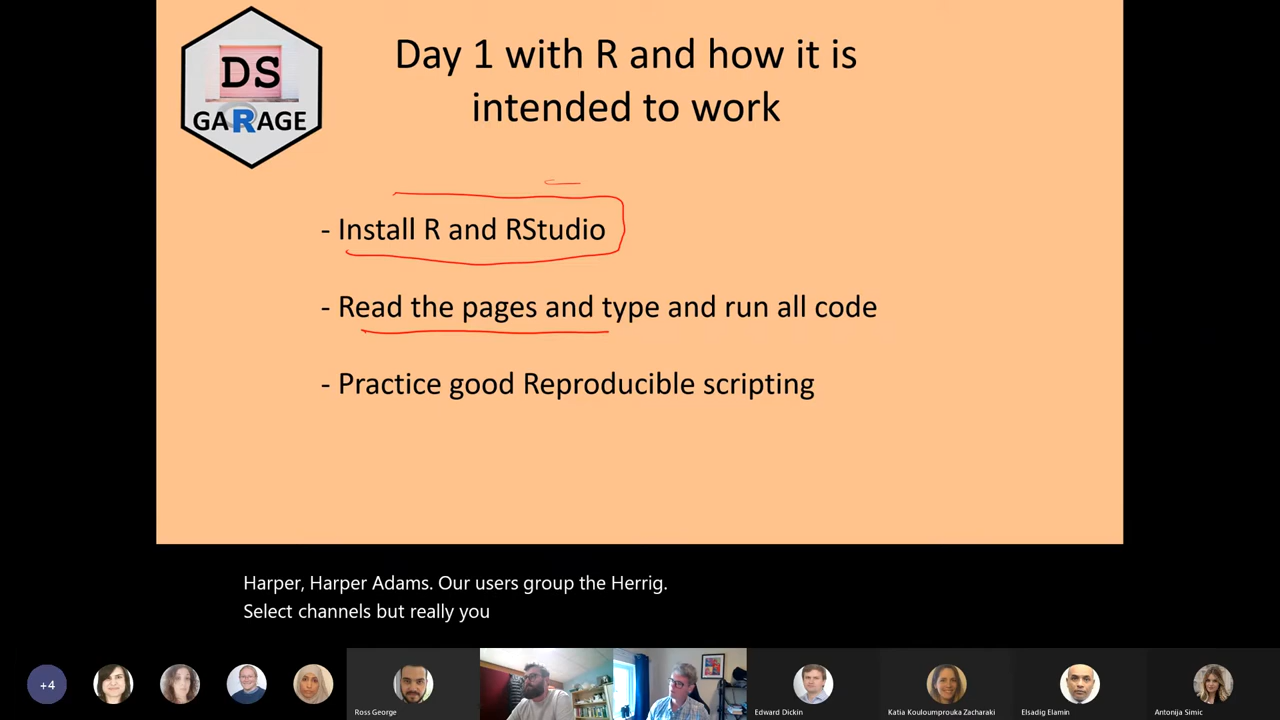 DS
GARAGE
Day 1 with R and how it is
intended to work
- Install R and RStudio
- Read the pages and type and run all code
- Practice good Reproducible scripting
Harper, Harper Adams. Our users group the Herrig.
Select channels but really you
+4
Ross George
Edward Dickin
Katia Kouloumprouka Zacharaki
Elsadig Elamin
Antonija Simic